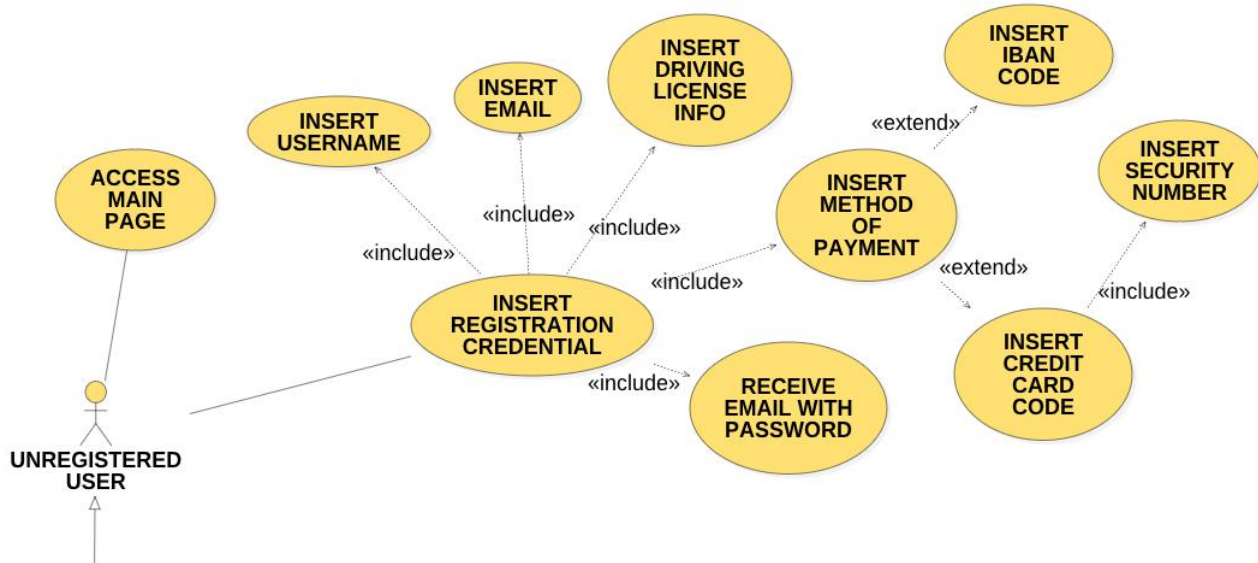 INSERT
IBAN
CODE
INSERT
DRIVING
LICENSE
INFO
INSERT
EMAIL
INSERT
USERNAME
«extend»
INSERT
SECURITY
NUMBER
ACCESS
MAIN
PAGE
INSERT
METHOD
OF
PAYMENT
«include»
«include»
«include»
«include»
«extend»
«include»
INSERT
REGISTRATION
CREDENTIAL
INSERT
CREDIT
CARD
CODE
«include»
RECEIVE
EMAIL WITH
PASSWORD
UNREGISTERED
USER